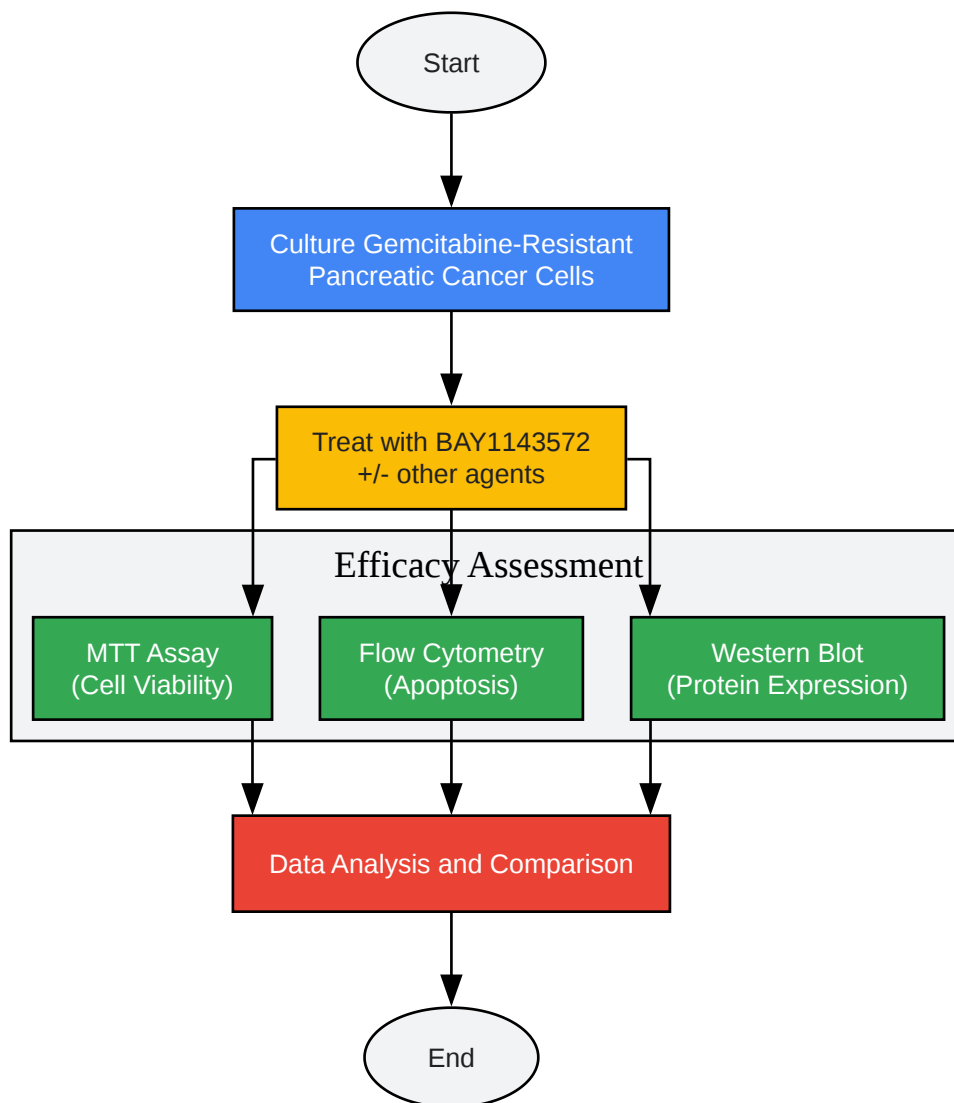 Start
Culture Gemcitabine-Resistant
Pancreatic Cancer Cells
Treat with BAY1143572
+/- other agents
Efficacy Assessment
MTT Assay
(Cell Viability)
Flow Cytometry
(Apoptosis)
Western Blot
(Protein Expression)
Data Analysis and Comparison
End